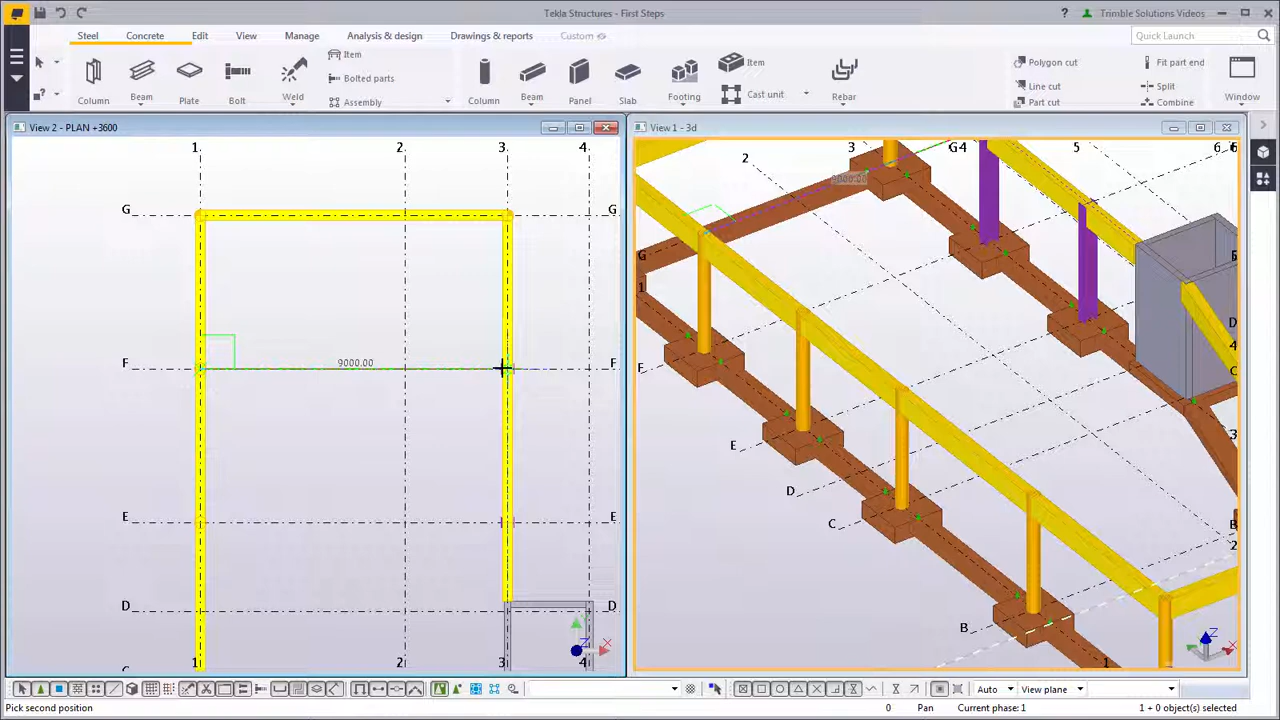 Tekla Structures - First Steps
? Trimble Solutions Videos
Steel Concrete Edit View Manage Analysis & design Drawings & reports Custom
Quick Launch
Column Beam Plate Bolt Weld
Item
Bolted parts
Assembly
Column Beam Panel Slab Footing
Item
Cast unit
Rebar
Polygon cut
Line cut
Part cut
Fit part end
Split
Combine
Window
View 2 - PLAN +3600
1 2 3 4
G G
F 9000.00 F
E E
D D
C
1 2 3 4
Z X
View 1 - 3d
2 3 G4 5 6
G
1
F
E
D
C
B
D
4
C
3
B
2
1
Z X
Auto View plane
Pick second position
0 Pan Current phase: 1 1 + 0 object(s) selected